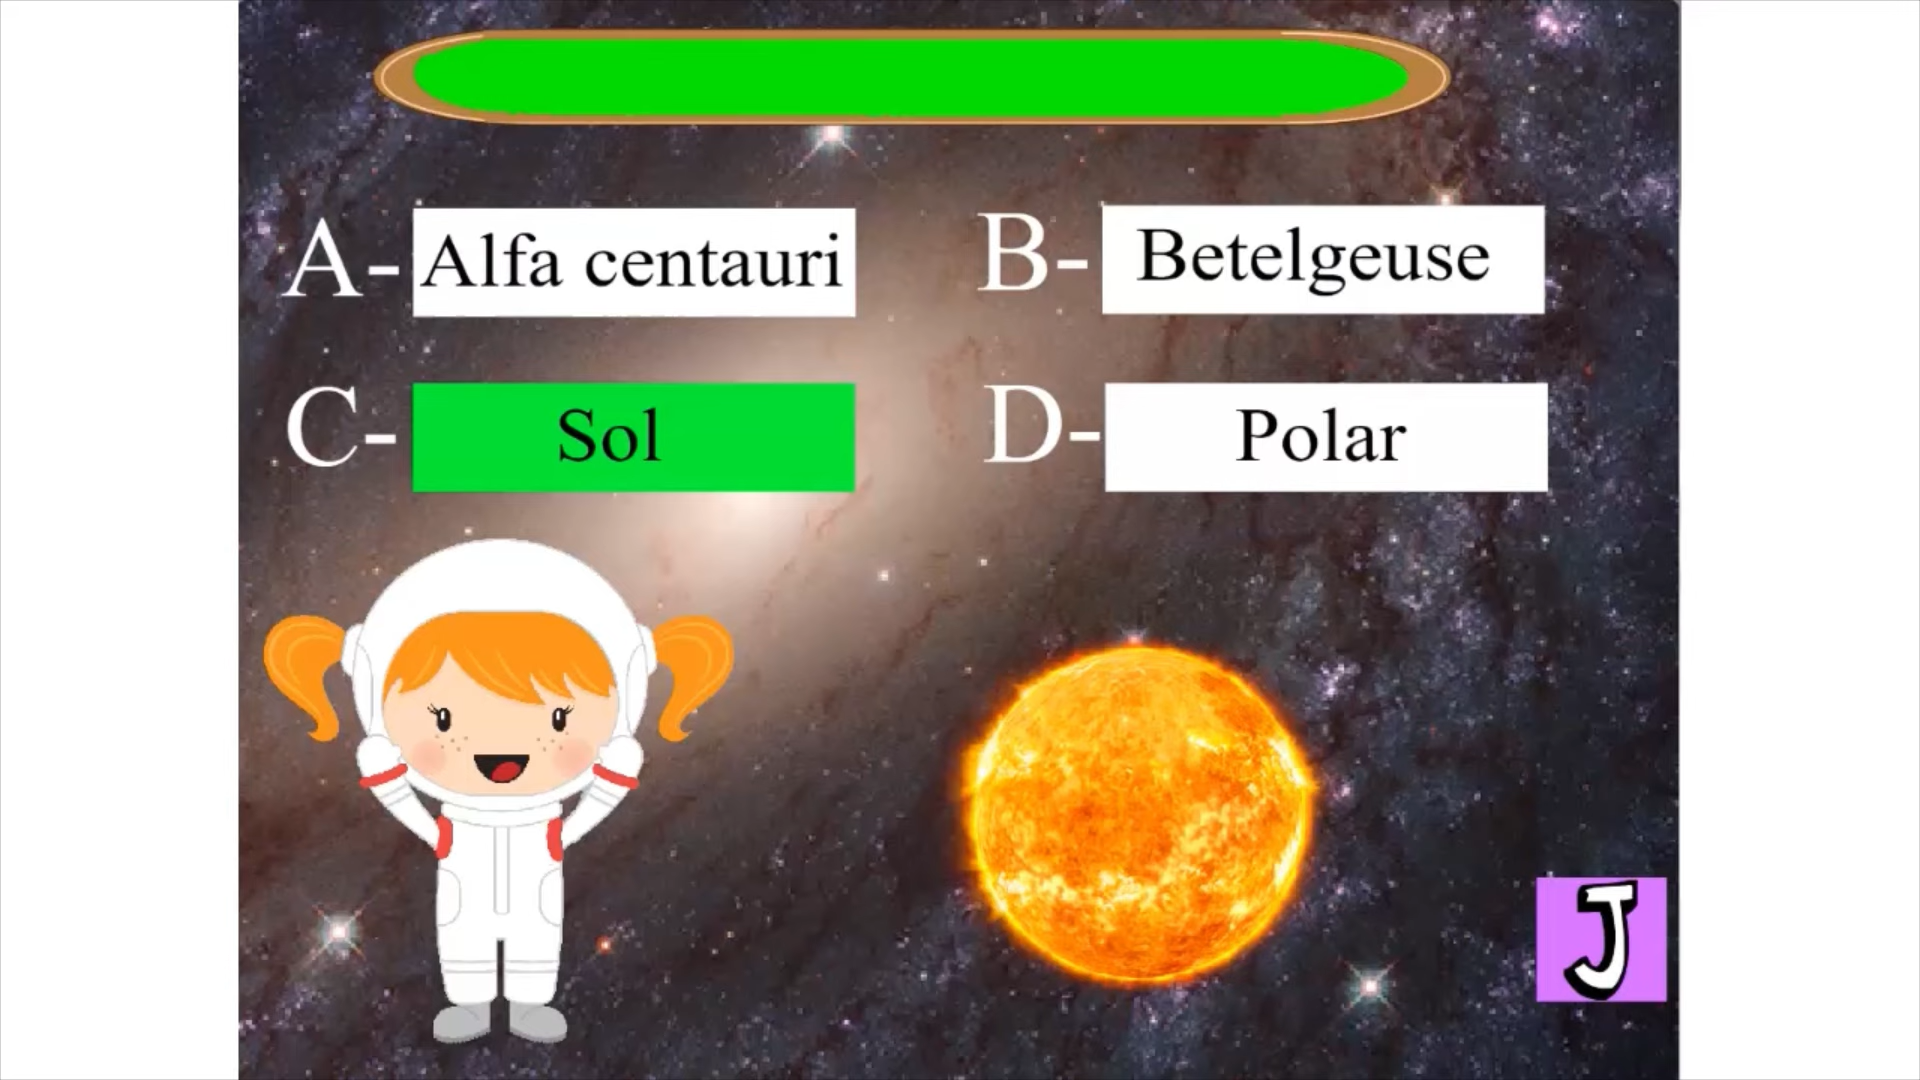 A- Alfa centauri
B- Betelgeuse
C- Sol
D- Polar
J